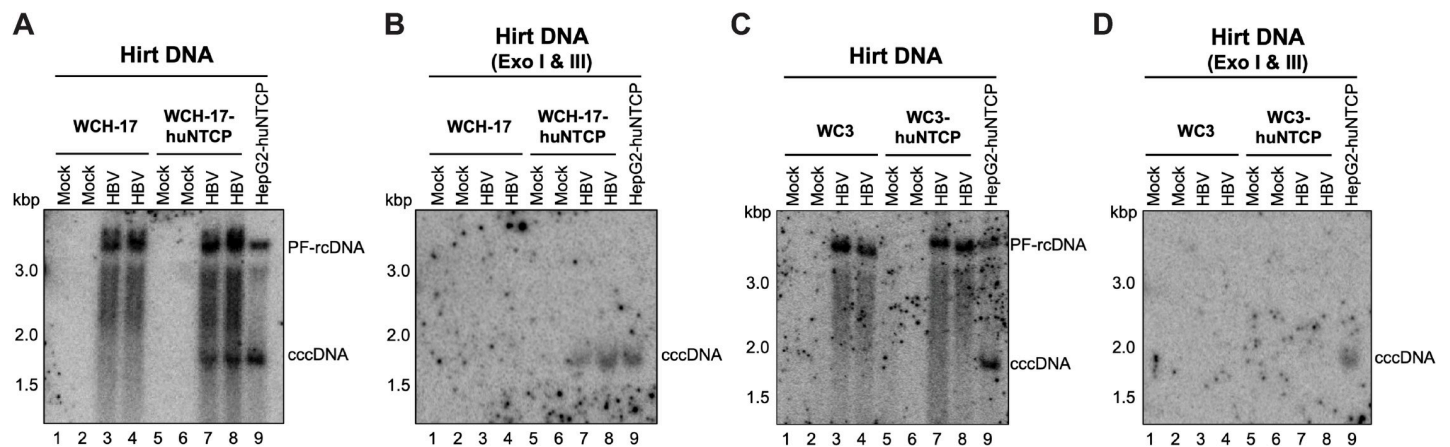 A
Hirt DNA
WCH-17
WCH-17-
huNTCP
HepG2-huNTCP
Mock
Mock
HBV
HBV
Mock
Mock
HBV
HBV
kbp
3.0
2.0
1.5
PF-rcDNA
cccDNA
1 2 3 4 5 6 7 8 9
B
Hirt DNA
(Exo I & III)
WCH-17
WCH-17-
huNTCP
HepG2-huNTCP
Mock
Mock
HBV
HBV
Mock
Mock
HBV
HBV
kbp
3.0
2.0
1.5
cccDNA
1 2 3 4 5 6 7 8 9
C
Hirt DNA
WC3
WC3-
huNTCP
HepG2-huNTCP
Mock
Mock
HBV
HBV
Mock
Mock
HBV
HBV
kbp
3.0
2.0
1.5
PF-rcDNA
cccDNA
1 2 3 4 5 6 7 8 9
D
Hirt DNA
(Exo I & III)
WC3
WC3-
huNTCP
HepG2-huNTCP
Mock
Mock
HBV
HBV
Mock
Mock
HBV
HBV
kbp
3.0
2.0
1.5
cccDNA
1 2 3 4 5 6 7 8 9